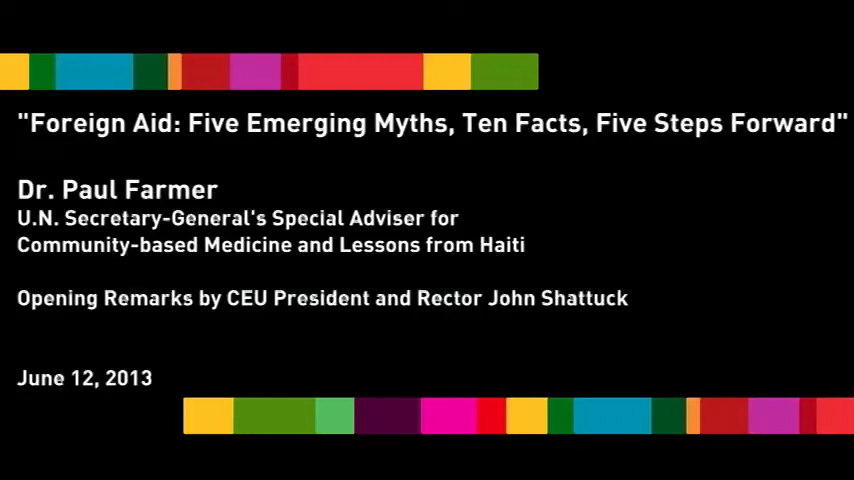 "Foreign Aid: Five Emerging Myths, Ten Facts, Five Steps Forward"
Dr. Paul Farmer
U.N. Secretary-General's Special Adviser for
Community-based Medicine and Lessons from Haiti
Opening Remarks by CEU President and Rector John Shattuck
June 12, 2013